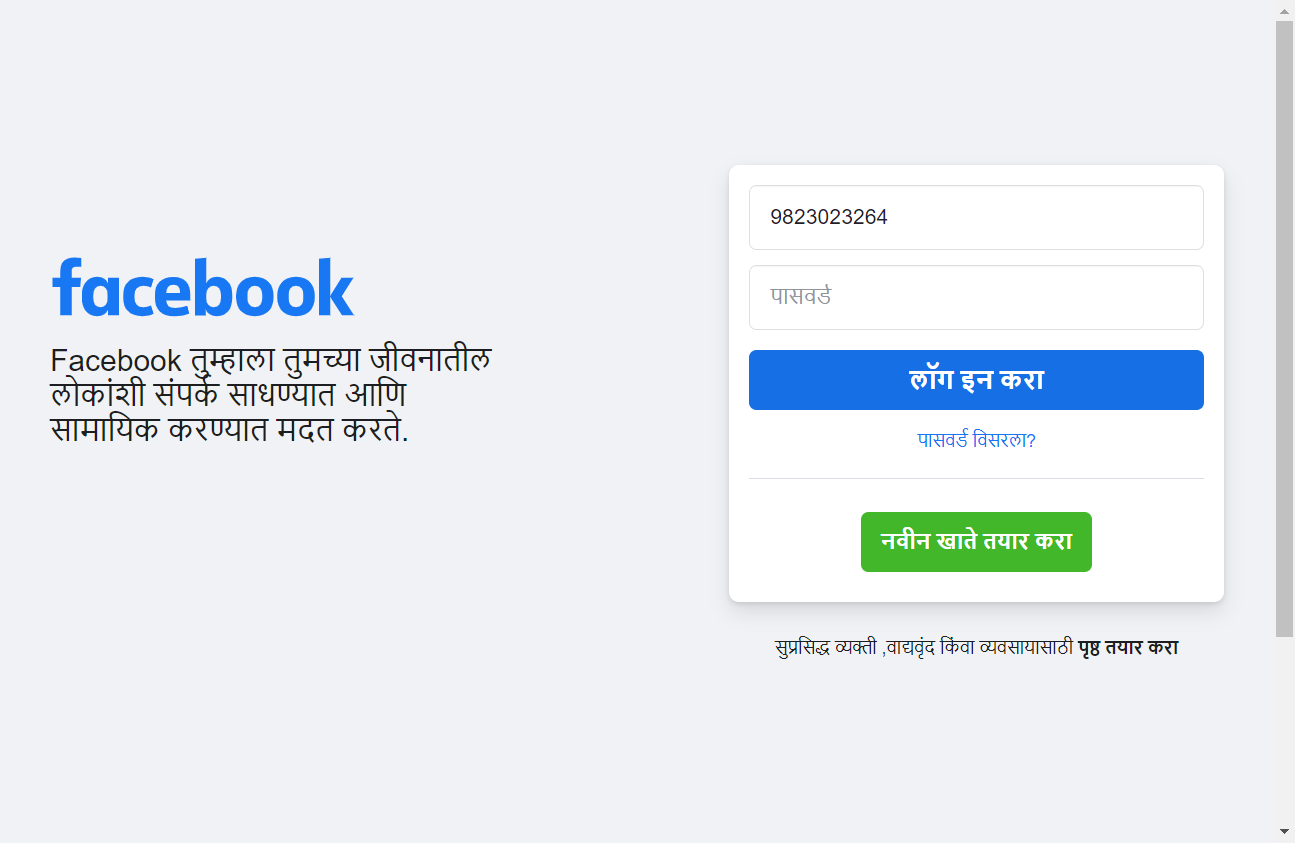 facebook
Facebook तुम्हाला तुमच्या जीवनातील
लोकांशी संपर्क साधण्यात आणि
सामायिक करण्यात मदत करते.
9823023264
पासवर्ड
लॉग इन करा
पासवर्ड विसरला?
नवीन खाते तयार करा
सुप्रसिद्ध व्यक्ती ,वाद्यवृंद किंवा व्यवसायासाठी पृष्ठ तयार करा